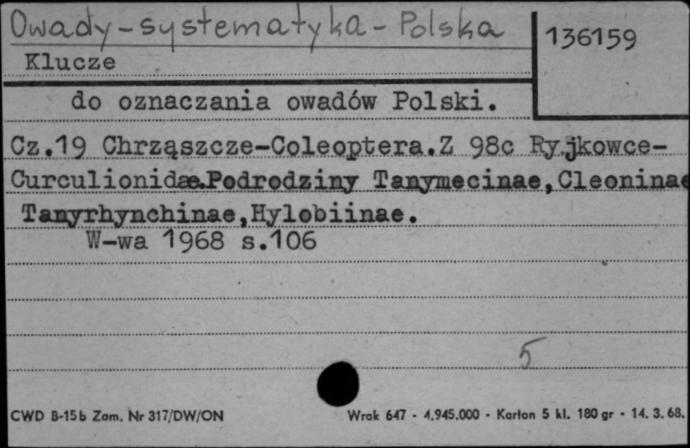 Owady-systematyka-Polska
136159
Klucze
do oznaczania owadów Polski.
Cz.19 Chrząszcze-Coleoptera.Z 98c Ryjkowce-
Curculionidae.Podrodziny Tanymecinae,Cleoninae
Tanyrhynchinae,Hylobiinae.
W-wa 1968 s.106
5
CWD B-15b Zam. Nr 317/DW/ON
Wrak 647 - 4.945.000 - Karton 5 kl. 180 gr - 14. 3. 68.